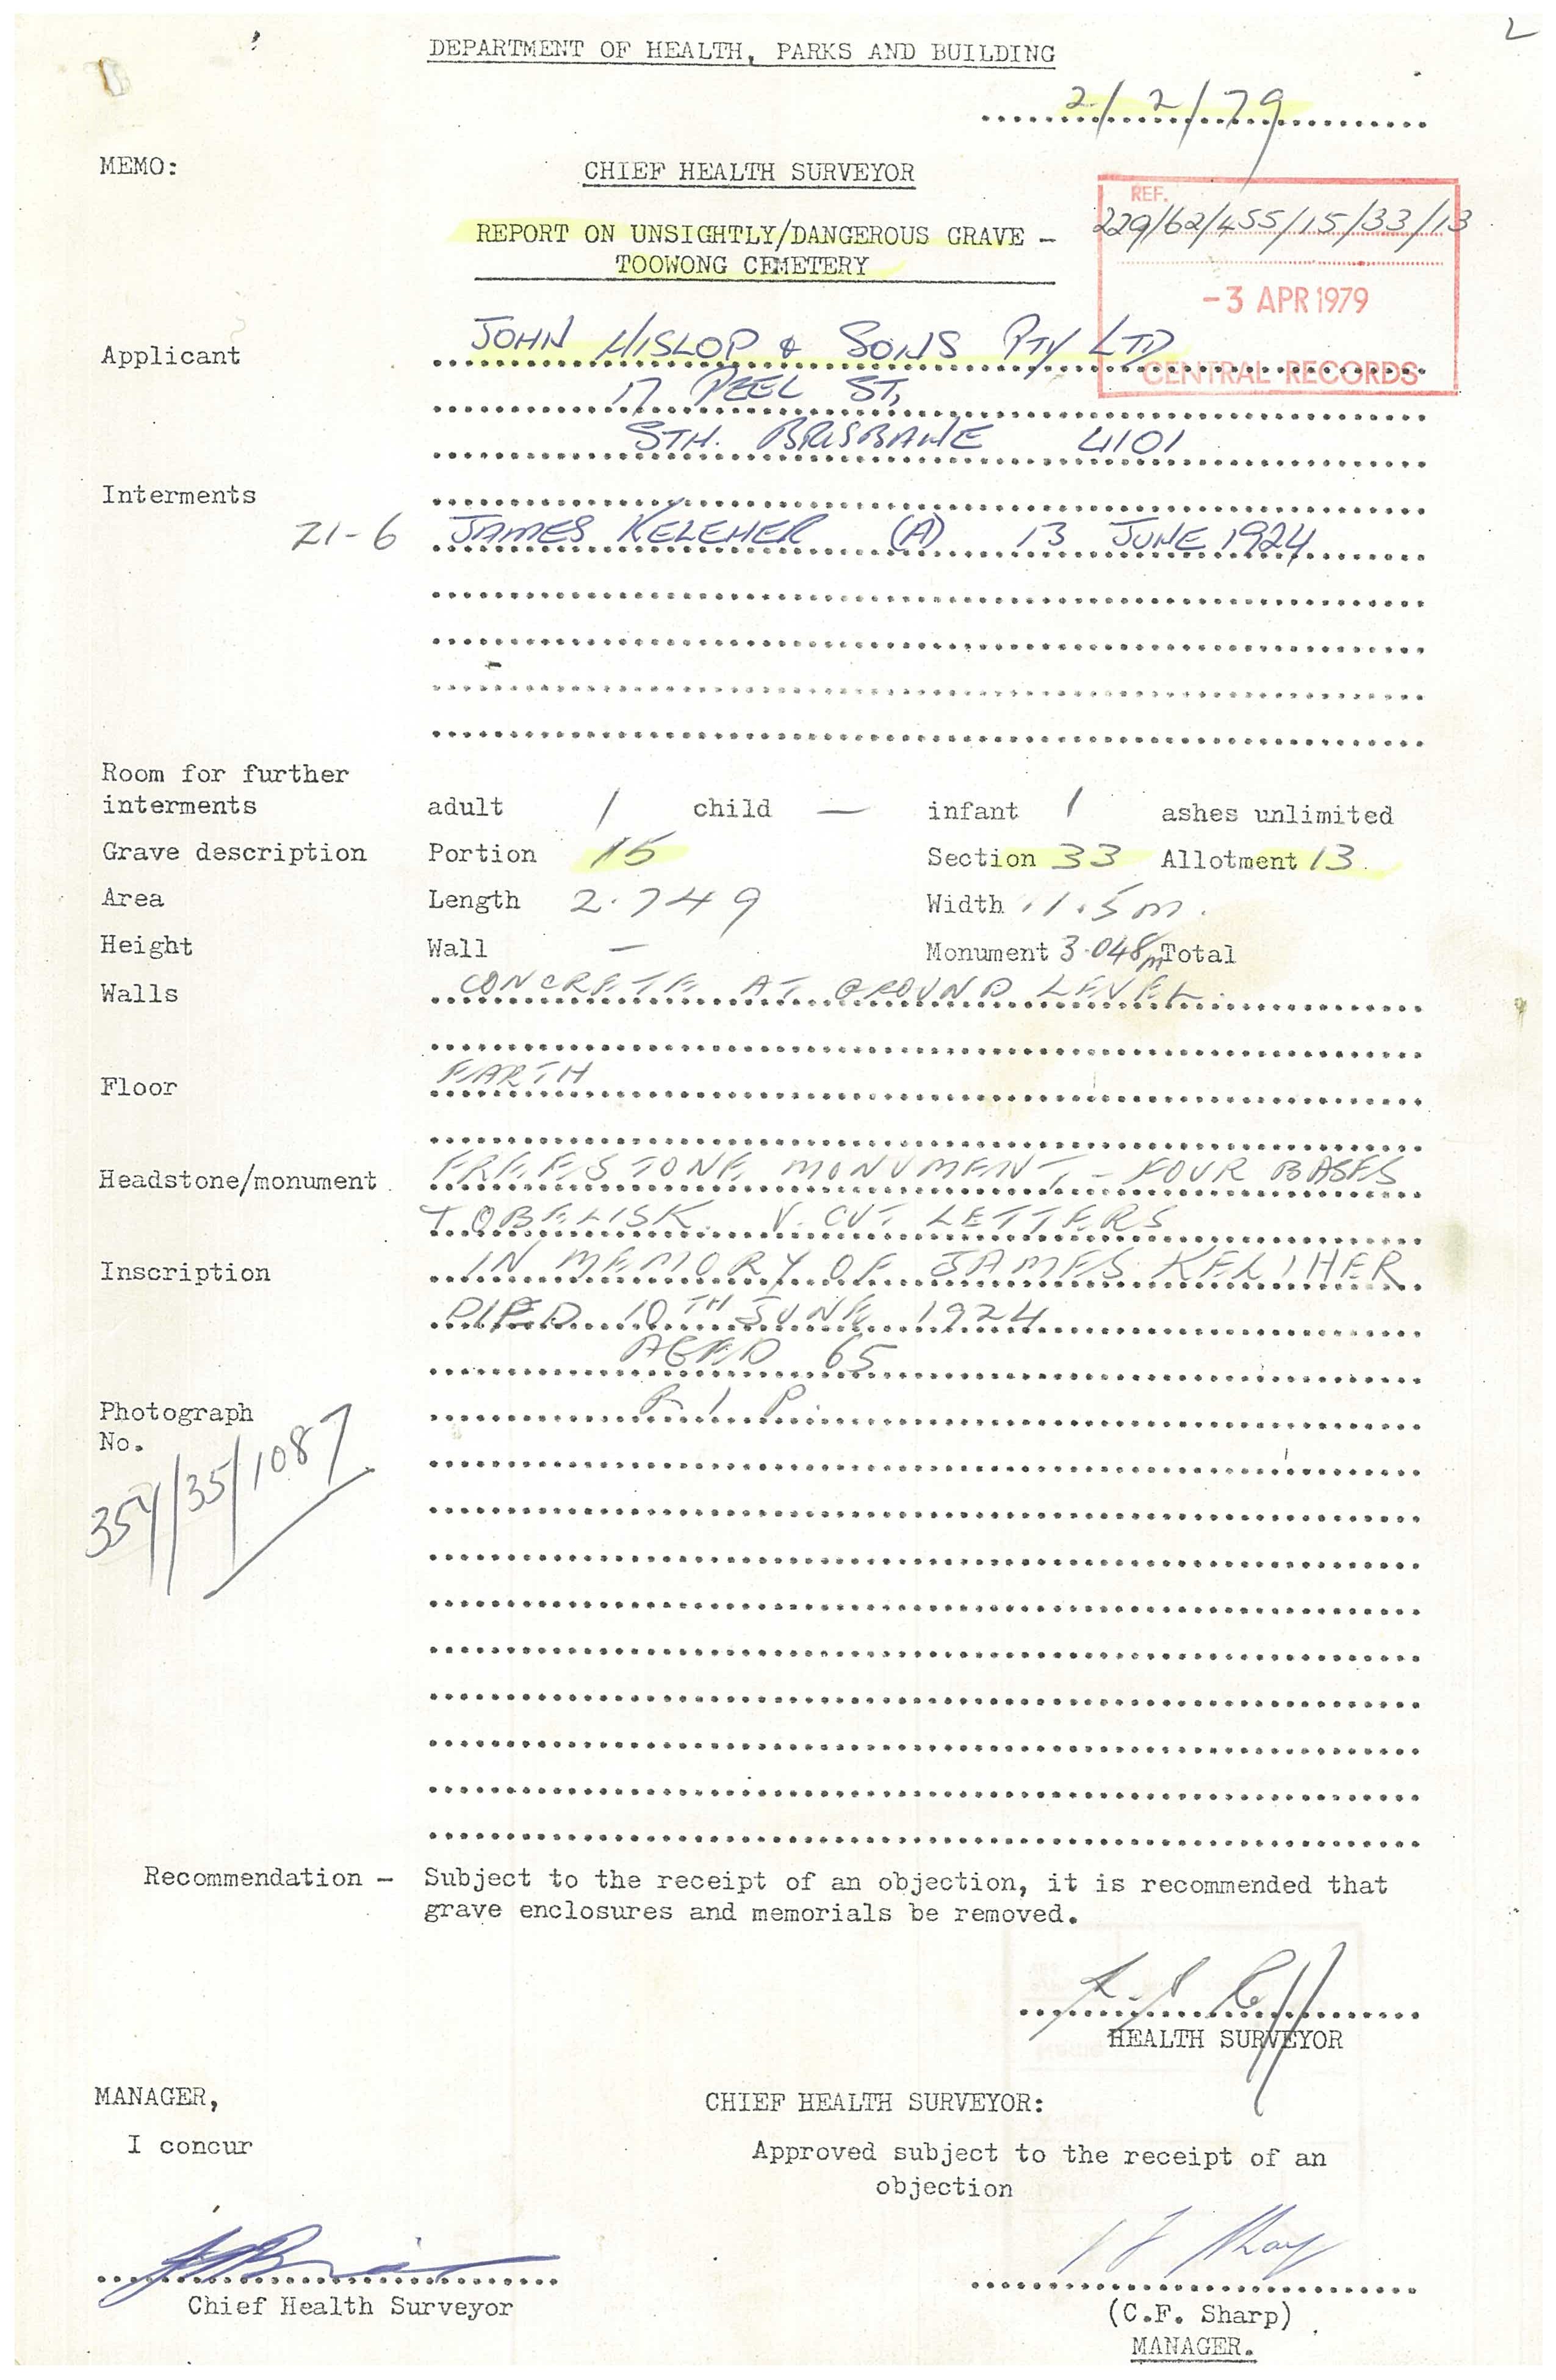 L
DEPARTMENT OF HEALTH, PARKS AND BUILDING
2/2/79
MEMO: CHIEF HEALTH SURVEYOR
REF.
229/62/455/15/33/13
REPORT ON UNSIGHTLY/DANGEROUS GRAVE -
TOOWONG CEMETERY
-3 APR 1979
CENTRAL RECORDS
Applicant JOHN HISLOP & SONS PTY LTD
17 PEEL ST,
STH. BRISBANE 4101
Interments
21-6 JAMES KELEHER (A) 13 JUNE 1924
Room for further
interments adult 1 child — infant 1 ashes unlimited
Grave description Portion 15 Section 33 Allotment 13.
Area Length 2.749 Width 1.5m.
Height Wall — Monument 3.048m Total
Walls CONCRETE AT GROUND LEVEL.
Floor EARTH
Headstone/monument FREESTONE MONUMENT - FOUR BASES
+ OBELISK. V. CUT LETTERS
Inscription IN MEMORY OF JAMES KELIHER
DIED 10TH JUNE 1924
AGED 65
R I P.
Photograph
No.
354/35/1087
Recommendation - Subject to the receipt of an objection, it is recommended that
grave enclosures and memorials be removed.
HEALTH SURVEYOR
MANAGER, CHIEF HEALTH SURVEYOR:
I concur Approved subject to the receipt of an
objection
Chief Health Surveyor (C.F. Sharp)
MANAGER.